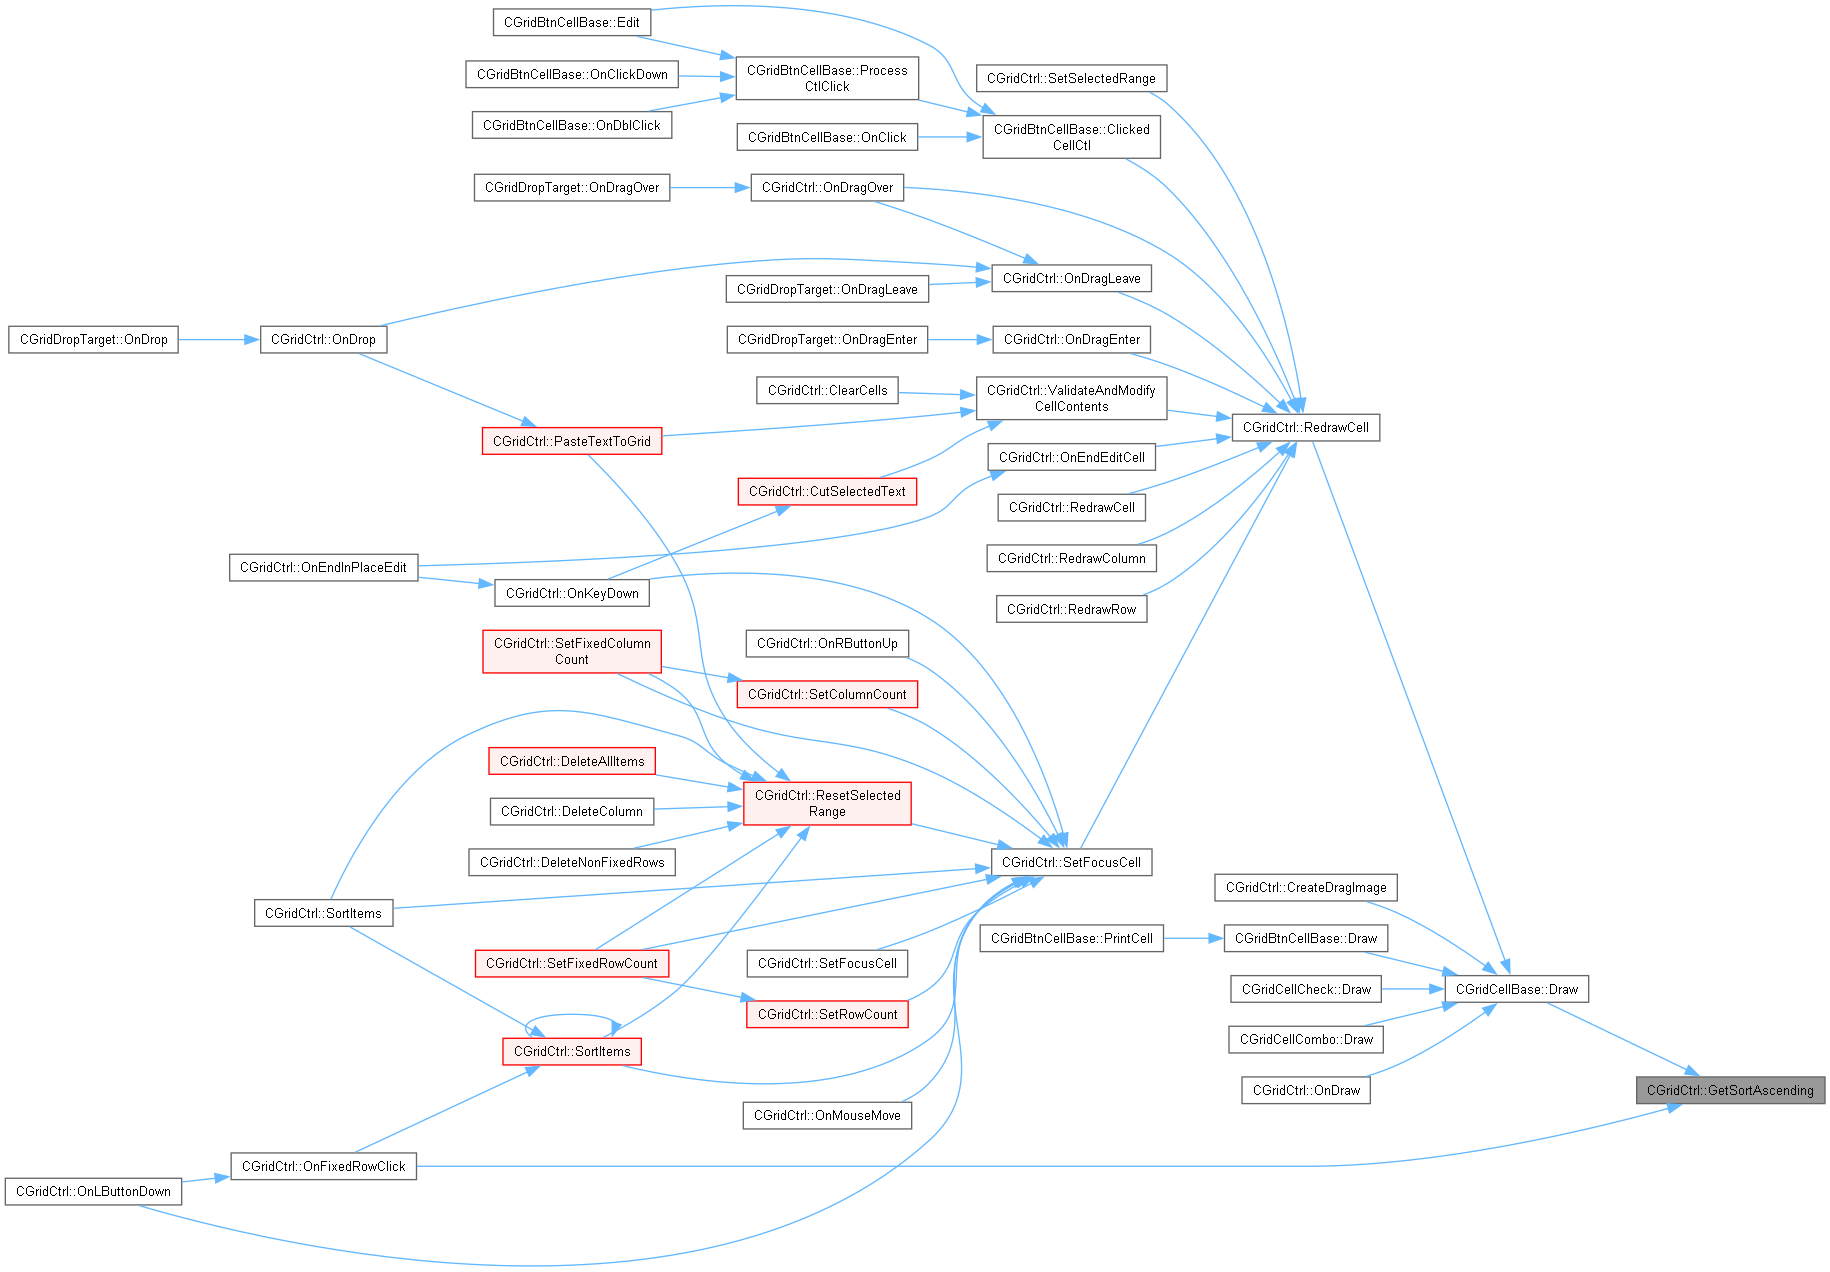 CGridBtnCellBase::Edit
CGridBtnCellBase::OnClickDown
CGridBtnCellBase::Process
CtlClick
CGridCtrl::SetSelectedRange
CGridBtnCellBase::OnDblClick
CGridBtnCellBase::OnClick
CGridBtnCellBase::Clicked
CellCtl
CGridDropTarget::OnDragOver
CGridCtrl::OnDragOver
CGridCtrl::OnDragLeave
CGridDropTarget::OnDragLeave
CGridDropTarget::OnDrop
CGridCtrl::OnDrop
CGridDropTarget::OnDragEnter
CGridCtrl::OnDragEnter
CGridCtrl::ClearCells
CGridCtrl::ValidateAndModify
CellContents
CGridCtrl::RedrawCell
CGridCtrl::PasteTextToGrid
CGridCtrl::OnEndEditCell
CGridCtrl::CutSelectedText
CGridCtrl::RedrawCell
CGridCtrl::RedrawColumn
CGridCtrl::OnEndInPlaceEdit
CGridCtrl::OnKeyDown
CGridCtrl::RedrawRow
CGridCtrl::SetFixedColumn
Count
CGridCtrl::OnRButtonUp
CGridCtrl::SetColumnCount
CGridCtrl::DeleteAllItems
CGridCtrl::ResetSelected
Range
CGridCtrl::DeleteColumn
CGridCtrl::DeleteNonFixedRows
CGridCtrl::SetFocusCell
CGridCtrl::CreateDragImage
CGridCtrl::SortItems
CGridBtnCellBase::PrintCell
CGridBtnCellBase::Draw
CGridCtrl::SetFixedRowCount
CGridCtrl::SetFocusCell
CGridCellCheck::Draw
CGridCellBase::Draw
CGridCtrl::SetRowCount
CGridCellCombo::Draw
CGridCtrl::SortItems
CGridCtrl::OnDraw
CGridCtrl::GetSortAscending
CGridCtrl::OnMouseMove
CGridCtrl::OnFixedRowClick
CGridCtrl::OnLButtonDown